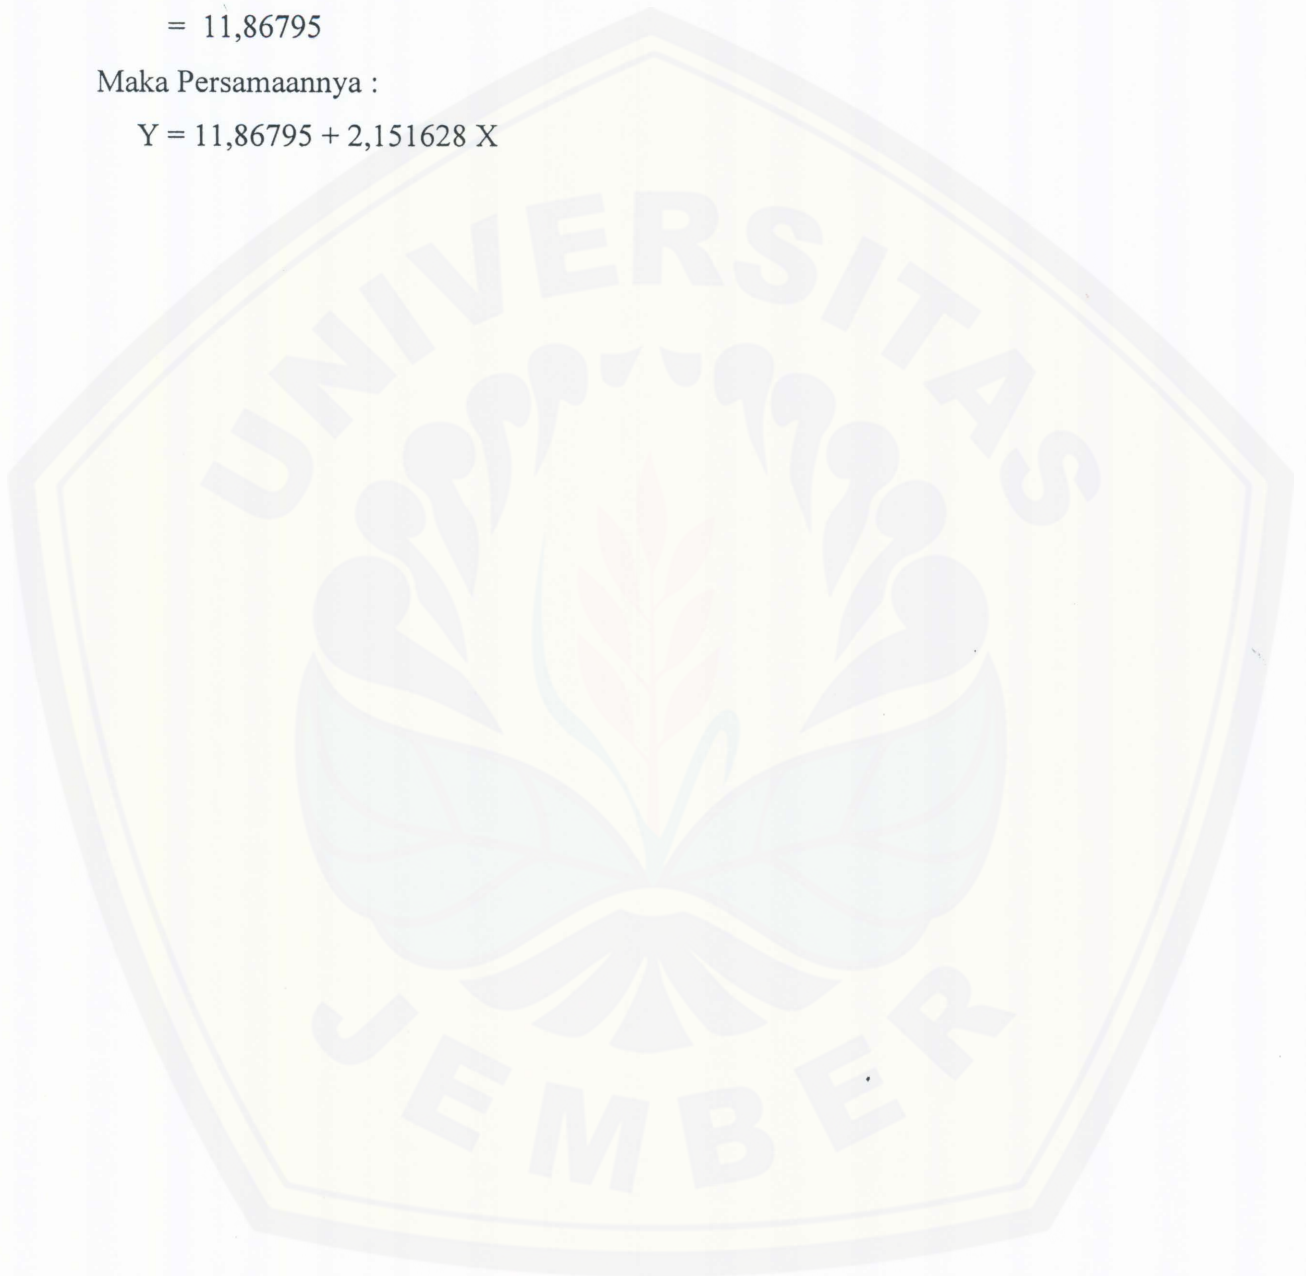 = 11,86795
Maka Persamaannya :
Y = 11,86795 + 2,151628 X
UNIVERSITAS
JEMBER